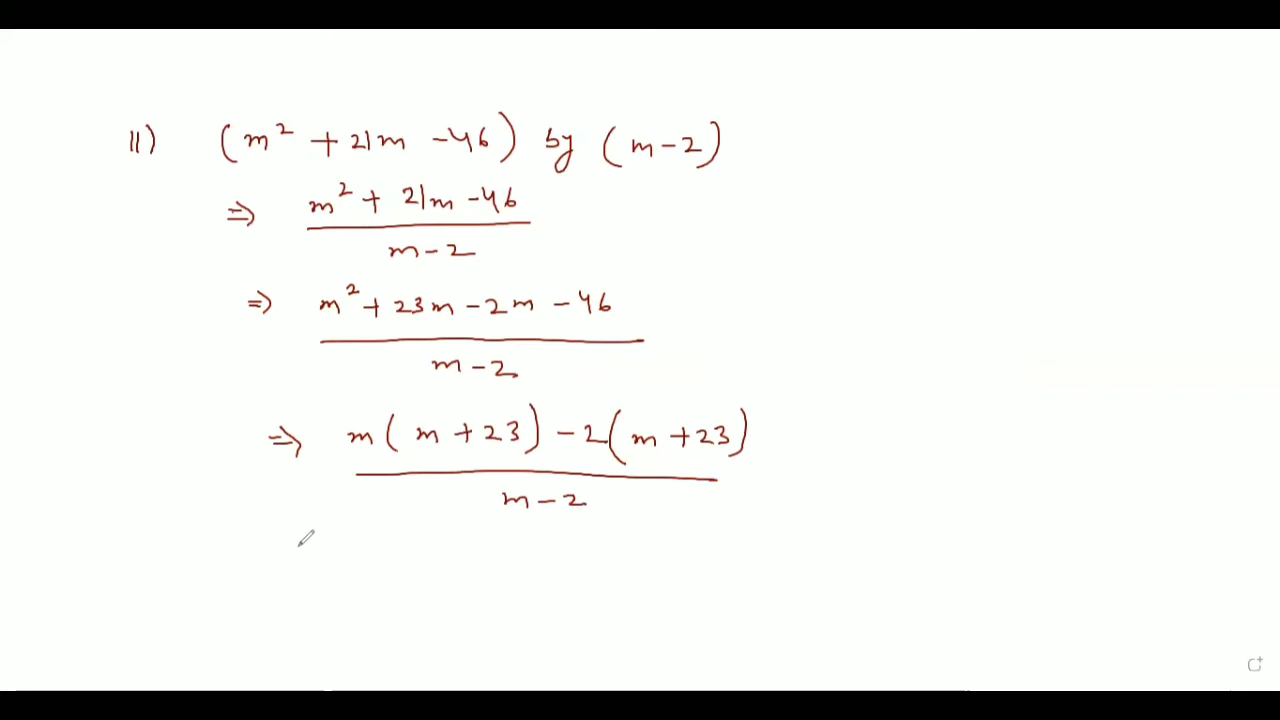 11) (m² + 21m - 46) by (m - 2)
⇒ m² + 21m - 46
m - 2
⇒ m² + 23m - 2m - 46
m - 2
⇒ m(m + 23) - 2(m + 23)
m - 2